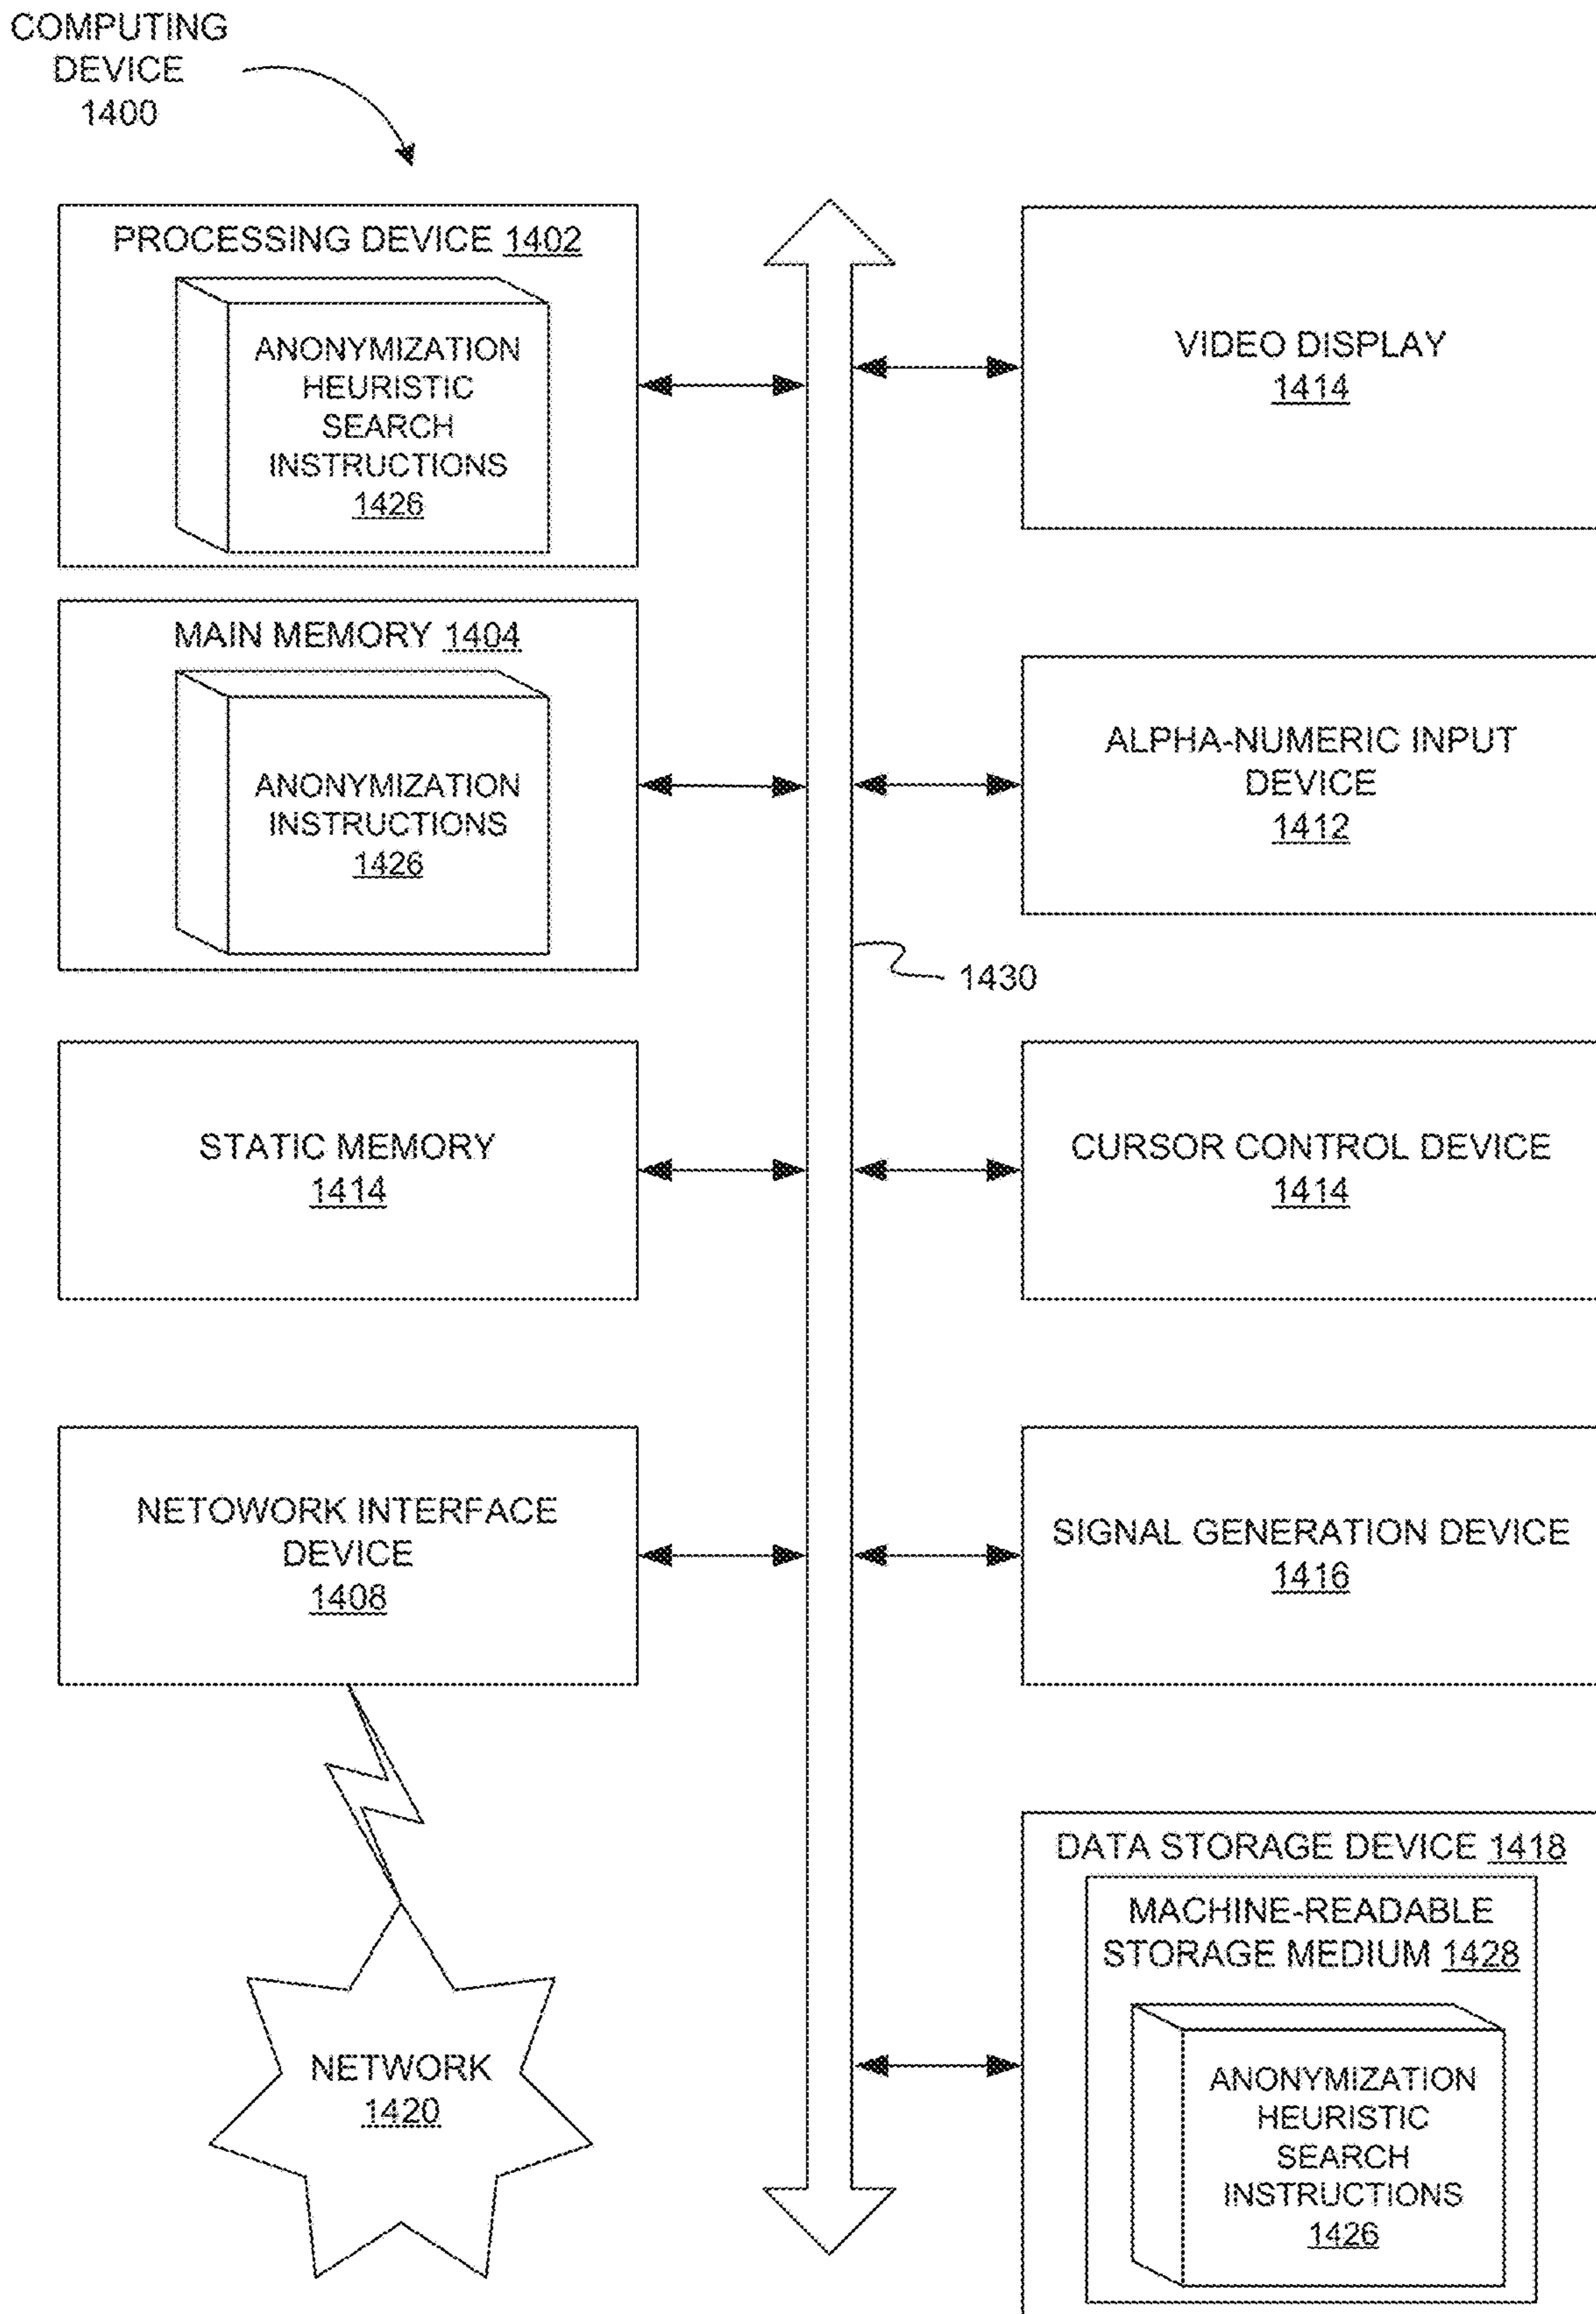 COMPUTING
DEVICE
1400
PROCESSING DEVICE 1402
ANONYMIZATION
HEURISTIC
SEARCH
INSTRUCTIONS
1426
MAIN MEMORY 1404
ANONYMIZATION
INSTRUCTIONS
1426
STATIC MEMORY
1414
NETOWORK INTERFACE
DEVICE
1408
NETWORK
1420
VIDEO DISPLAY
1414
ALPHA-NUMERIC INPUT
DEVICE
1412
1430
CURSOR CONTROL DEVICE
1414
SIGNAL GENERATION DEVICE
1416
DATA STORAGE DEVICE 1418
MACHINE-READABLE
STORAGE MEDIUM 1428
ANONYMIZATION
HEURISTIC
SEARCH
INSTRUCTIONS
1426